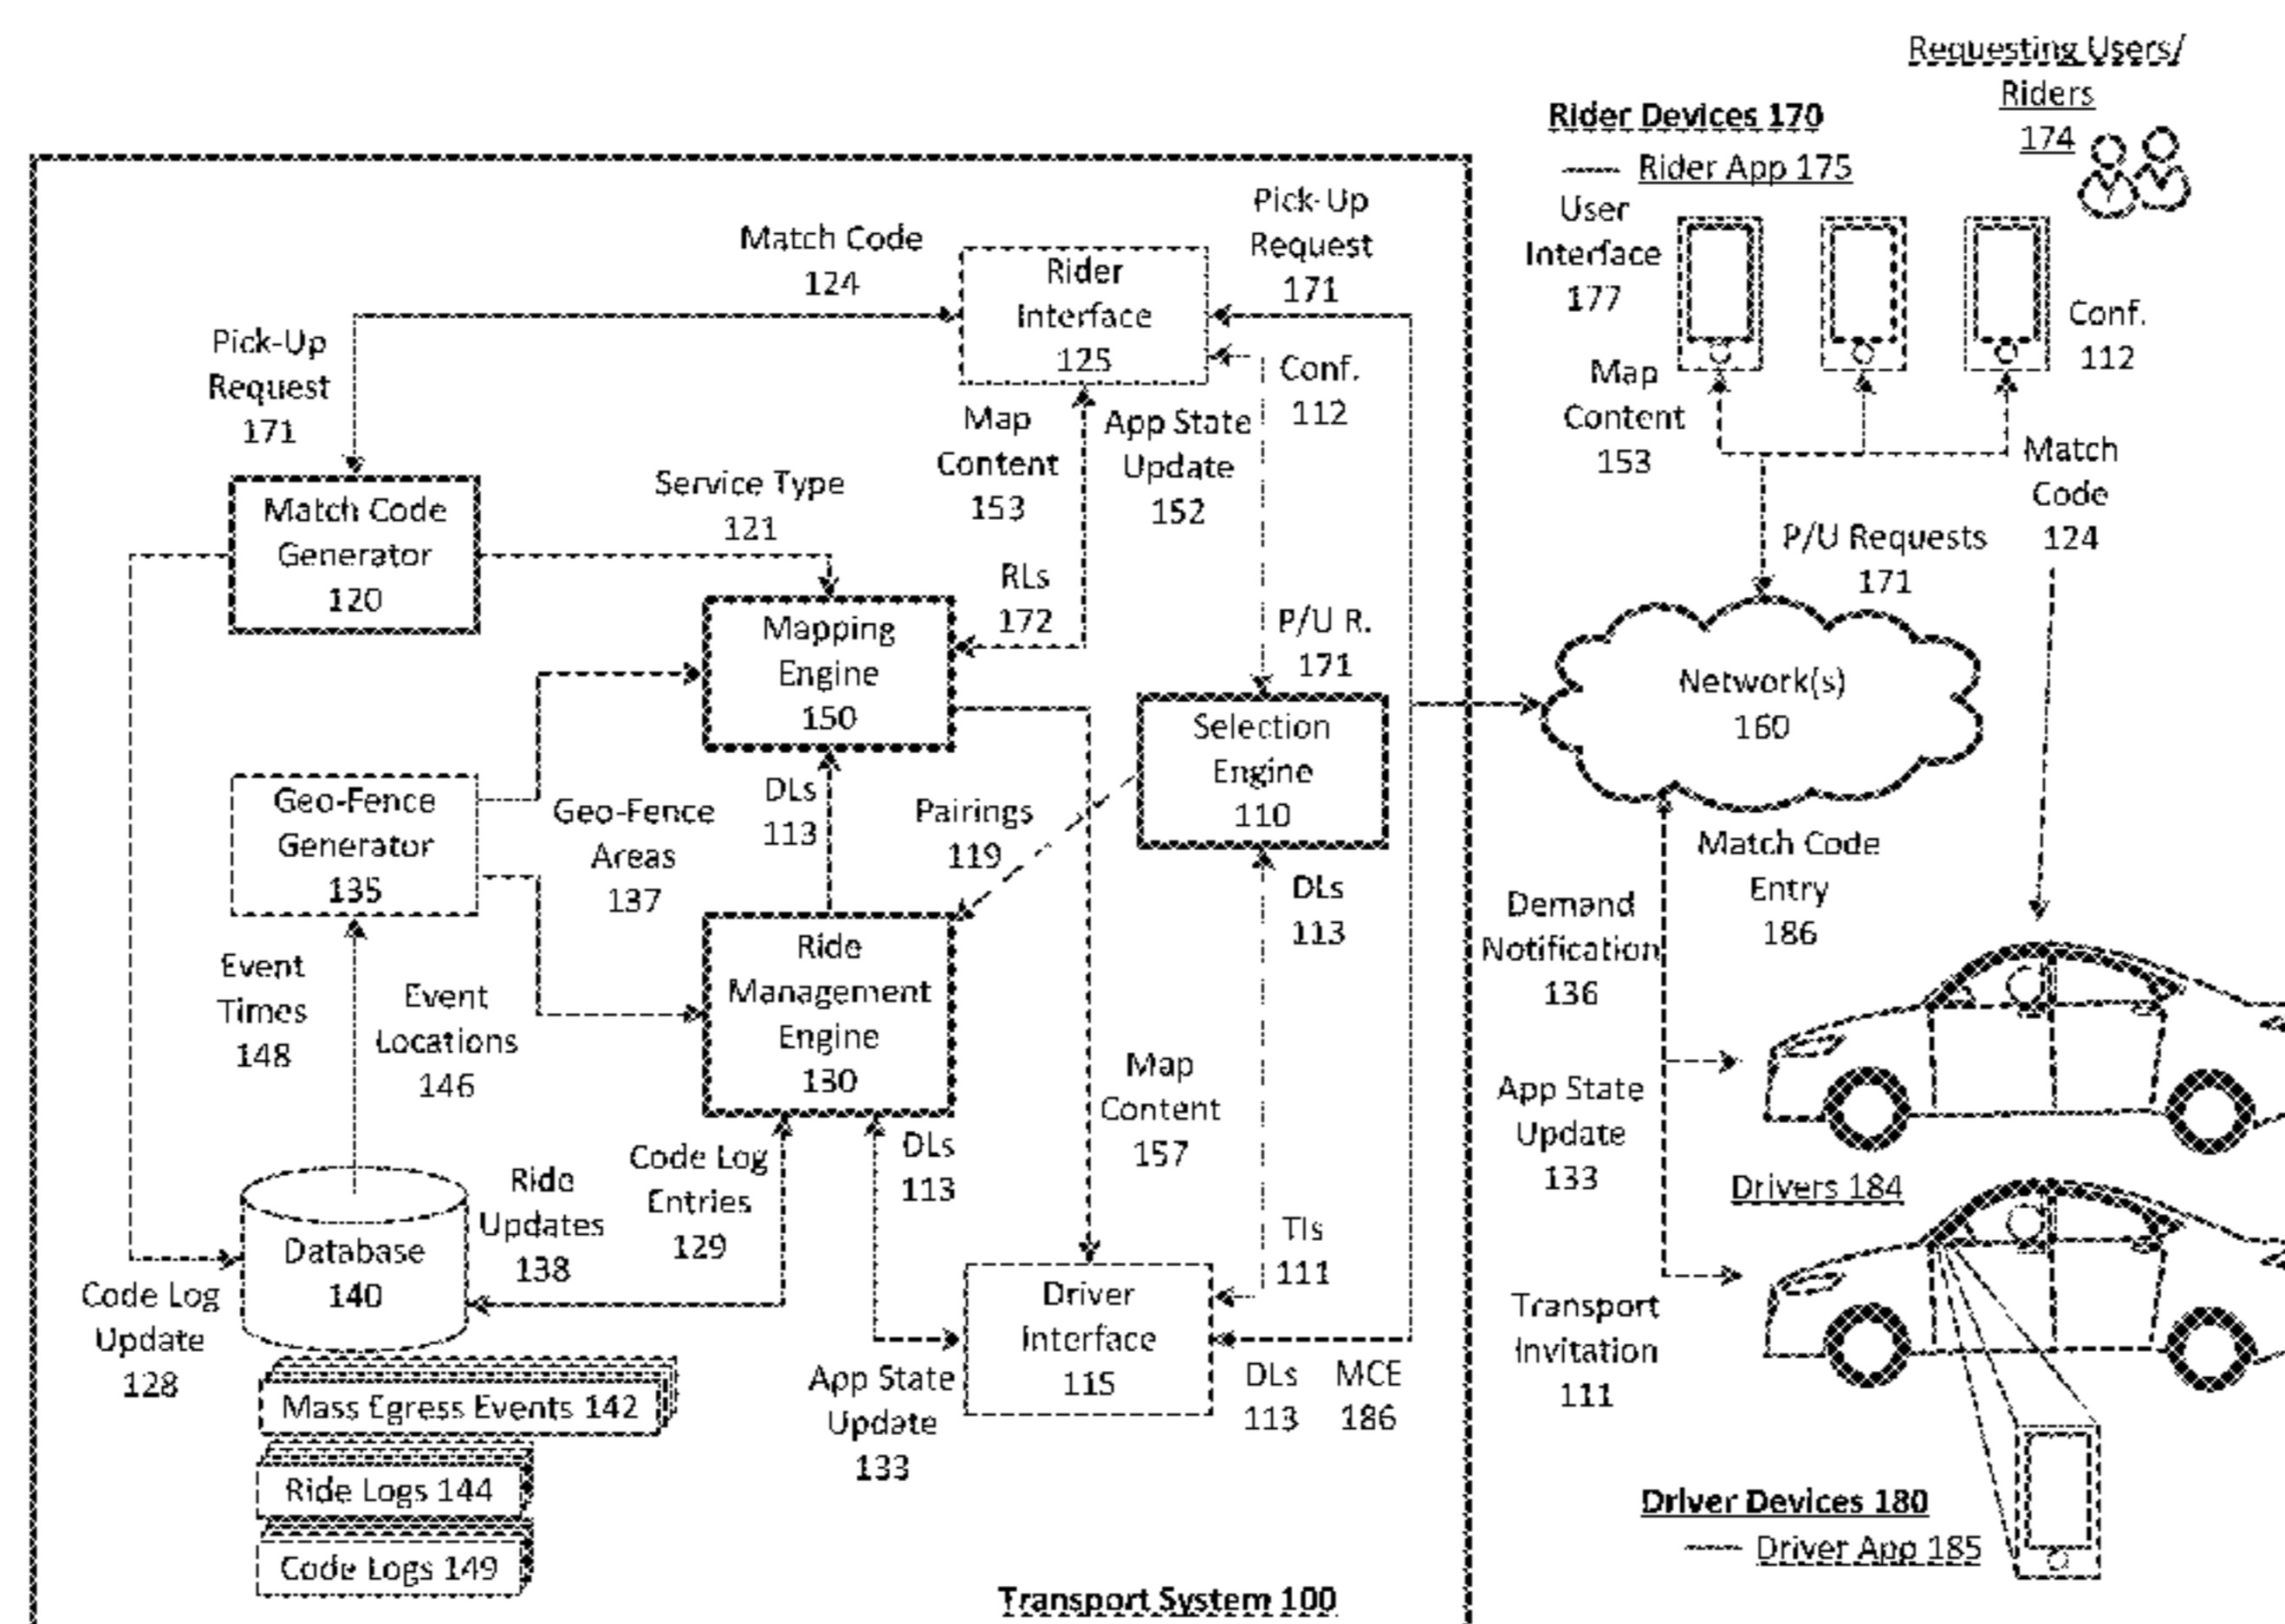 Requesting Users/
Riders
174
Rider Devices 170
Rider App 175
User
Interface
177
Map
Content
153
Conf.
112
Match
Code
124
P/U Requests
171
Match Code
124
Rider
Interface
125
Pick-Up
Request
171
Pick-Up
Request
171
Conf.
112
Map
Content
153
App State
Update
152
Match Code
Generator
120
Service Type
121
RLs
172
P/U R.
171
Mapping
Engine
150
Selection
Engine
110
Network(s)
160
Geo-Fence
Generator
135
Geo-Fence
Areas
137
DLs
113
Pairings
119
DLs
113
Match Code
Entry
186
Demand
Notification
136
Event
Times
148
Event
Locations
146
Ride
Management
Engine
130
Map
Content
157
App State
Update
133
Drivers 184
Code Log
Entries
129
DLs
113
Ride
Updates
138
Database
140
TIs
111
Code Log
Update
128
Driver
Interface
115
Transport
Invitation
111
App State
Update
133
DLs
113
MCE
186
Mass Egress Events 142
Ride Logs 144
Code Logs 149
Driver Devices 180
Driver App 185
Transport System 100